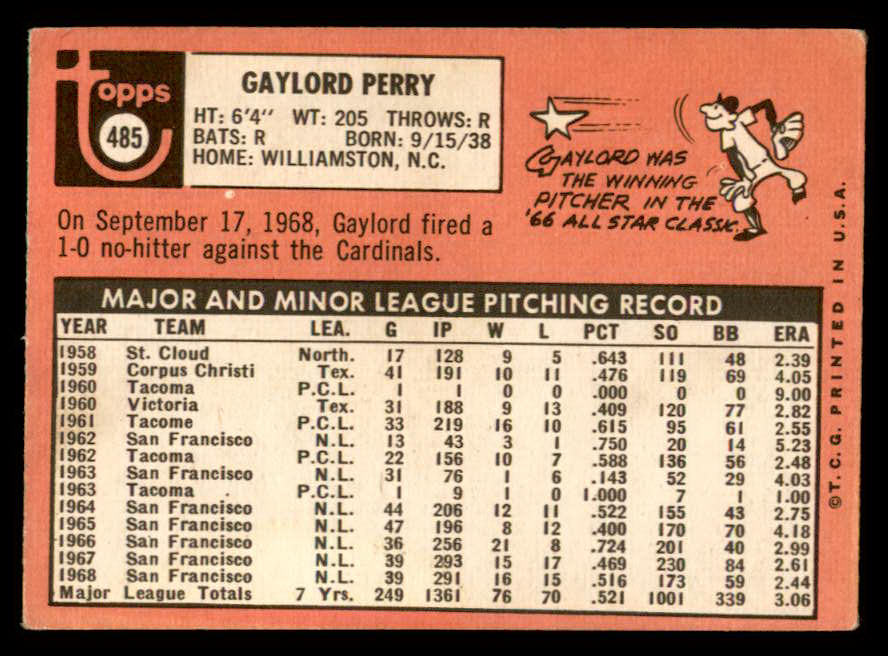 Topps
485
GAYLORD PERRY
HT: 6'4" WT: 205 THROWS: R
BATS: R BORN: 9/15/38
HOME: WILLIAMSTON, N.C.
GAYLORD WAS
THE WINNING
PITCHER IN THE
'66 ALL STAR CLASSIC.
On September 17, 1968, Gaylord fired a
1-0 no-hitter against the Cardinals.
MAJOR AND MINOR LEAGUE PITCHING RECORD
YEAR TEAM LEA. G IP W L PCT SO BB ERA
1958 St. Cloud North. 17 128 9 5 .643 111 48 2.39
1959 Corpus Christi Tex. 41 191 10 11 .476 119 69 4.05
1960 Tacoma P.C.L. 1 1 0 0 .000 0 0 9.00
1960 Victoria Tex. 31 188 9 13 .409 120 77 2.82
1961 Tacome P.C.L. 33 219 16 10 .615 95 61 2.55
1962 San Francisco N.L. 13 43 3 1 .750 20 14 5.23
1962 Tacoma P.C.L. 22 156 10 7 .588 136 56 2.48
1963 San Francisco N.L. 31 76 1 6 .143 52 29 4.03
1963 Tacoma P.C.L. 1 9 1 0 1.000 7 1 1.00
1964 San Francisco N.L. 44 206 12 11 .522 155 43 2.75
1965 San Francisco N.L. 47 196 8 12 .400 170 70 4.18
1966 San Francisco N.L. 36 256 21 8 .724 201 40 2.99
1967 San Francisco N.L. 39 293 15 17 .469 230 84 2.61
1968 San Francisco N.L. 39 291 16 15 .516 173 59 2.44
Major League Totals 7 Yrs. 249 1361 76 70 .521 1001 339 3.06
©T.C.G. PRINTED IN U.S.A.